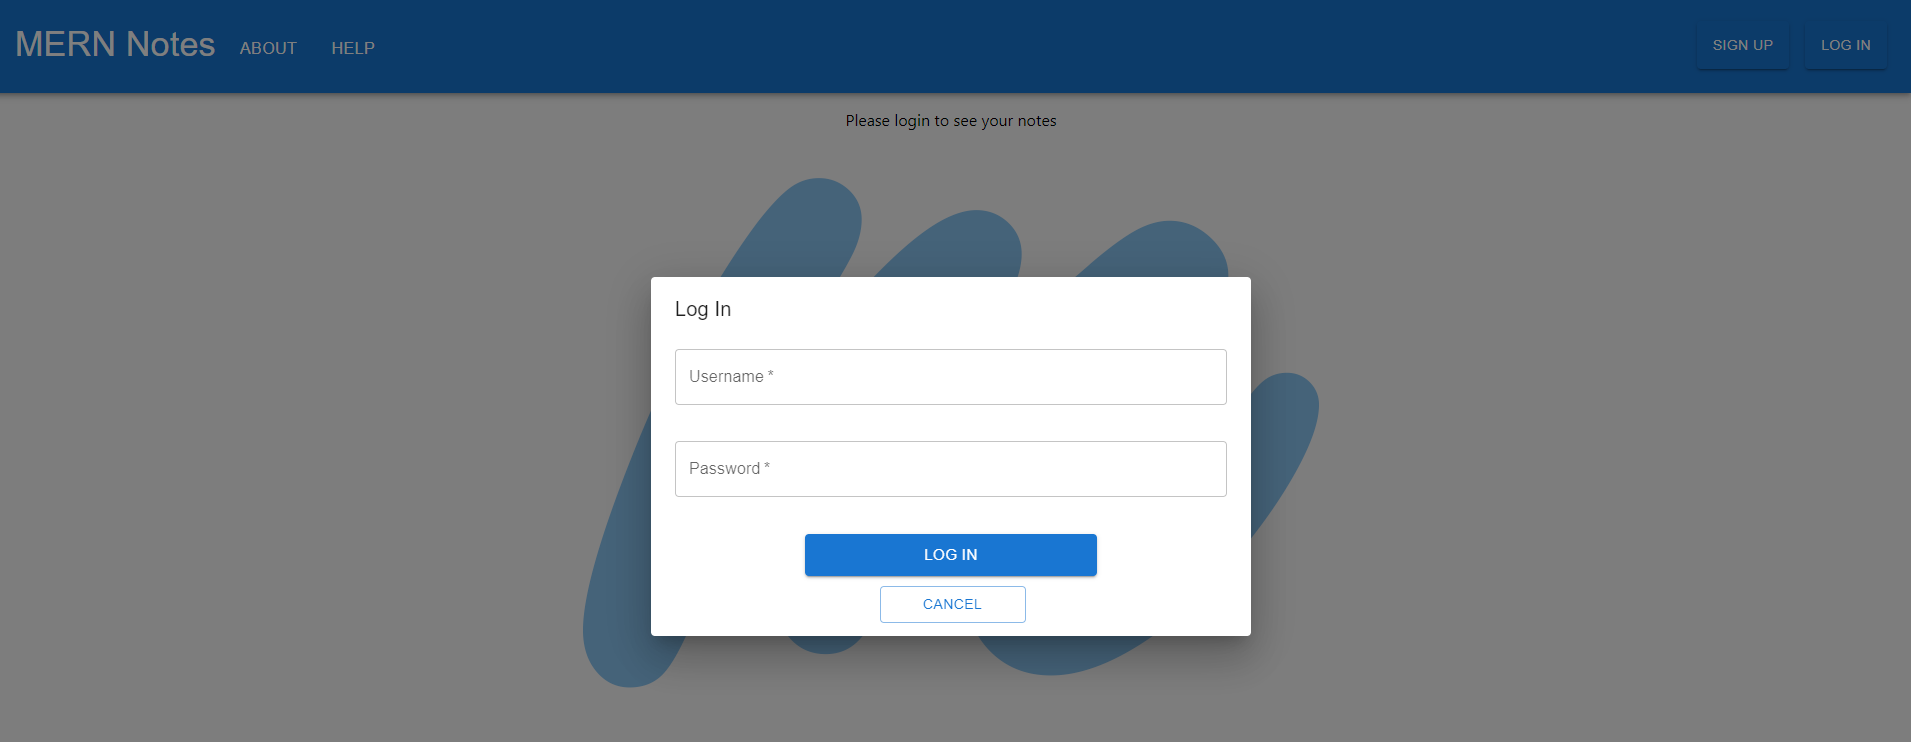 MERN Notes ABOUT HELP SIGN UP LOG IN
Please login to see your notes
Log In
Username *
Password *
LOG IN
CANCEL